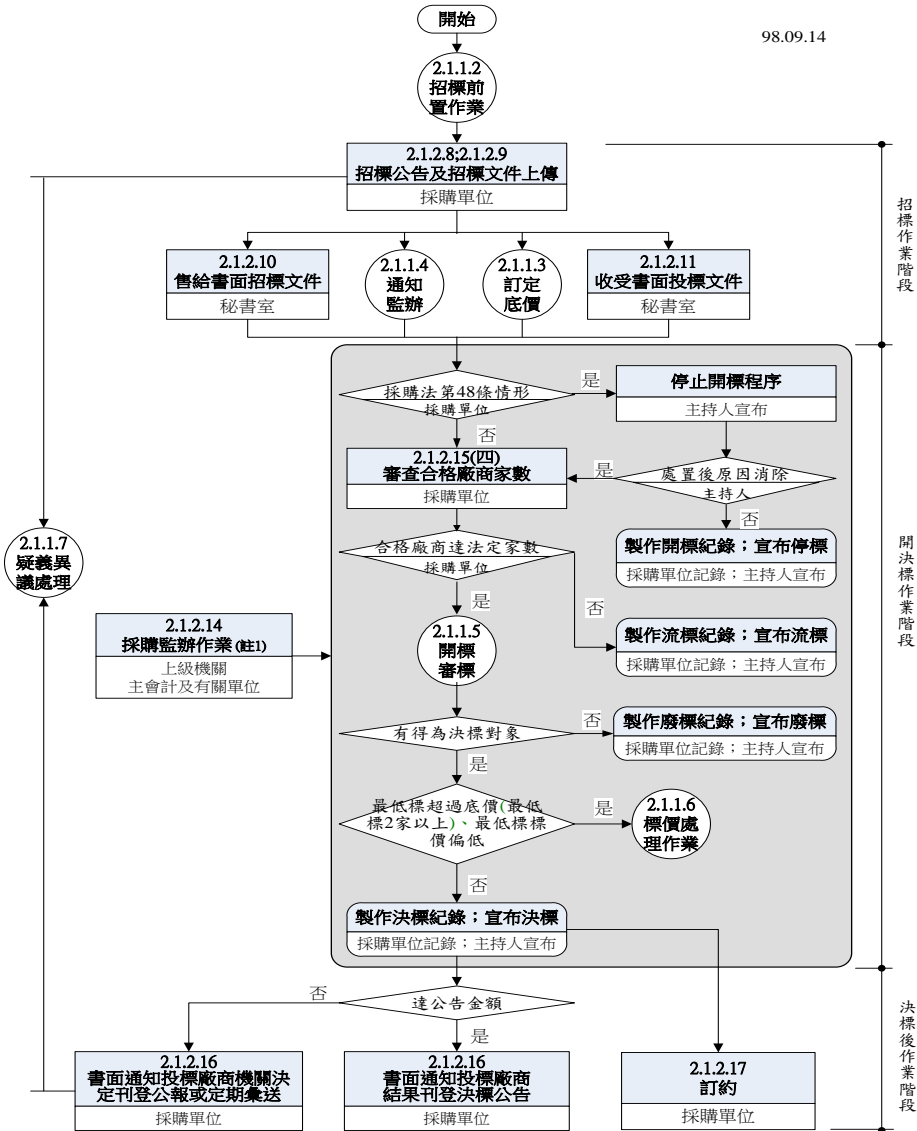 開始
98.09.14
2.1.1.2
招標前
置作業
2.1.2.8;2.1.2.9
招標公告及招標文件上傳
採購單位
招標作業階段
2.1.2.10
售給書面招標文件
秘書室
2.1.1.4
通知
監辦
2.1.1.3
訂定
底價
2.1.2.11
收受書面投標文件
秘書室
採購法第48條情形
採購單位
是
停止開標程序
主持人宣布
否
2.1.2.15(四)
審查合格廠商家數
採購單位
是
處置後原因消除
主持人
否
製作開標紀錄；宣布停標
採購單位記錄；主持人宣布
2.1.1.7
疑義異
議處理
合格廠商達法定家數
採購單位
開決標作業階段
是
否
2.1.2.14
採購監辦作業 (註1)
上級機關
主會計及有關單位
2.1.1.5
開標
審標
製作流標紀錄；宣布流標
採購單位記錄；主持人宣布
有得為決標對象
否
製作廢標紀錄；宣布廢標
採購單位記錄；主持人宣布
是
最低標超過底價(最低
標2家以上)、最低標標
價偏低
是
2.1.1.6
標價處
理作業
否
製作決標紀錄；宣布決標
採購單位記錄；主持人宣布
否
達公告金額
是
決標後作業階段
2.1.2.16
書面通知投標廠商機關決
定刊登公報或定期彙送
採購單位
2.1.2.16
書面通知投標廠商
結果刊登決標公告
採購單位
2.1.2.17
訂約
採購單位